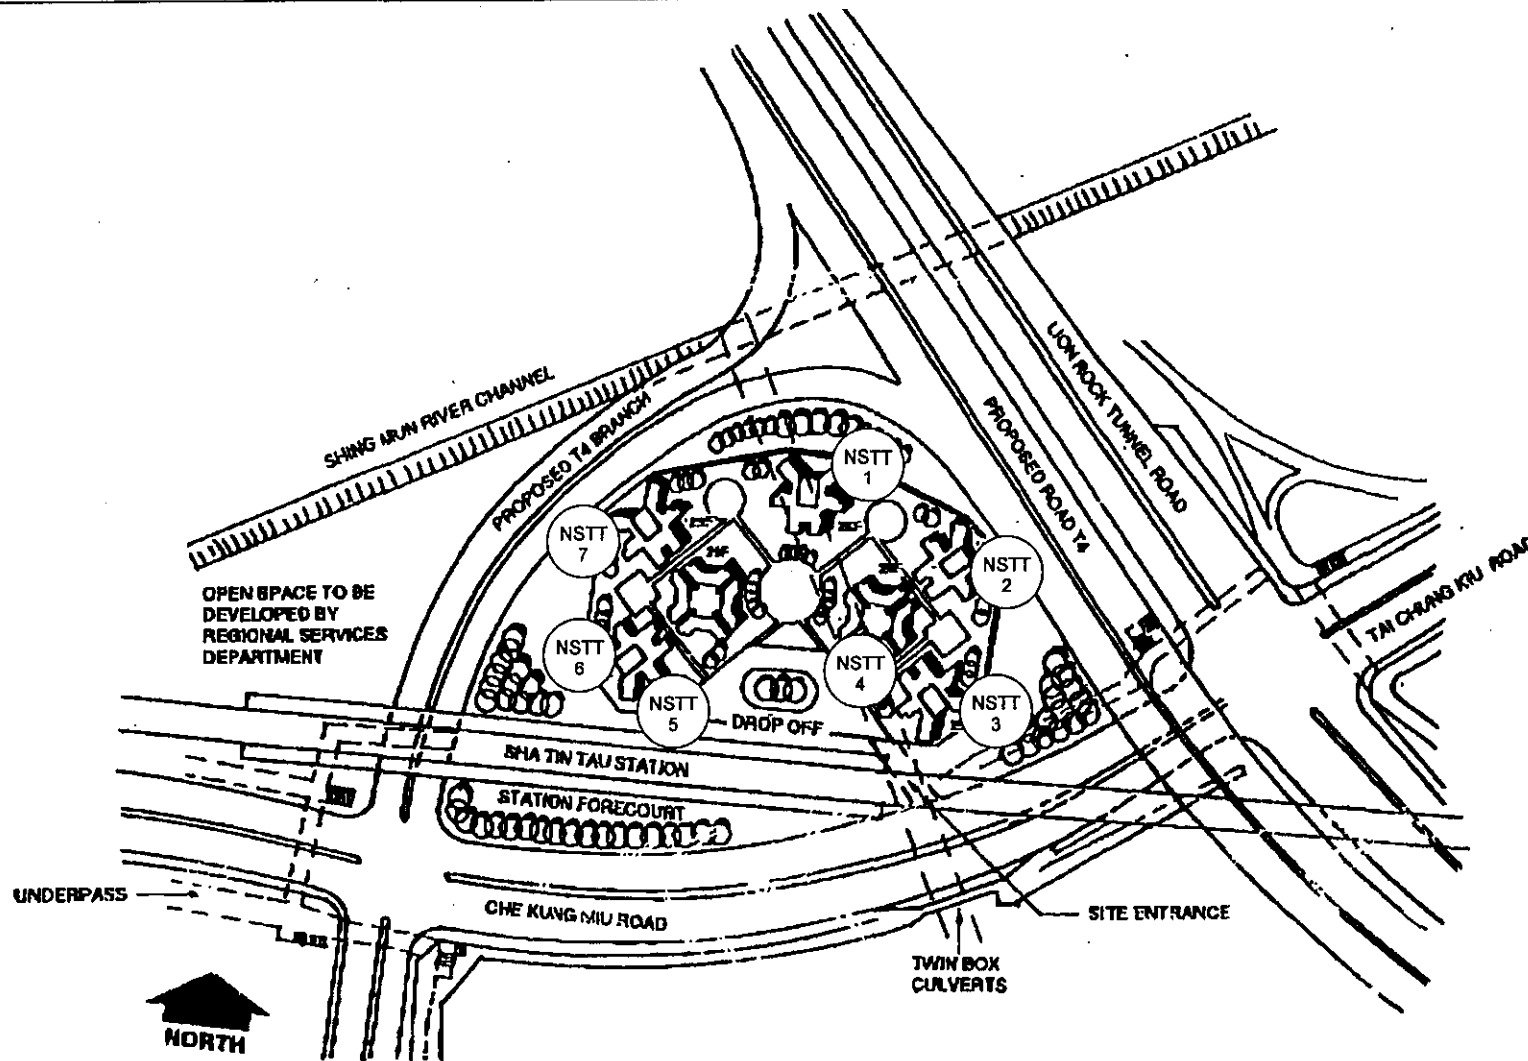 LION ROCK TUNNEL ROAD
PROPOSED ROAD T4
SHING MUN RIVER CHANNEL
PROPOSED T4 BRANCH
TAI CHUNG KIU ROAD
NSTT
1
NSTT
2
NSTT
7
21F
OPEN SPACE TO BE
DEVELOPED BY
REGIONAL SERVICES
DEPARTMENT
NSTT
6
NSTT
4
NSTT
5
NSTT
3
DROP OFF
SHA TIN TAU STATION
STATION FORECOURT
UNDERPASS
CHE KUNG MIU ROAD
SITE ENTRANCE
TWIN BOX
CULVERTS
NORTH